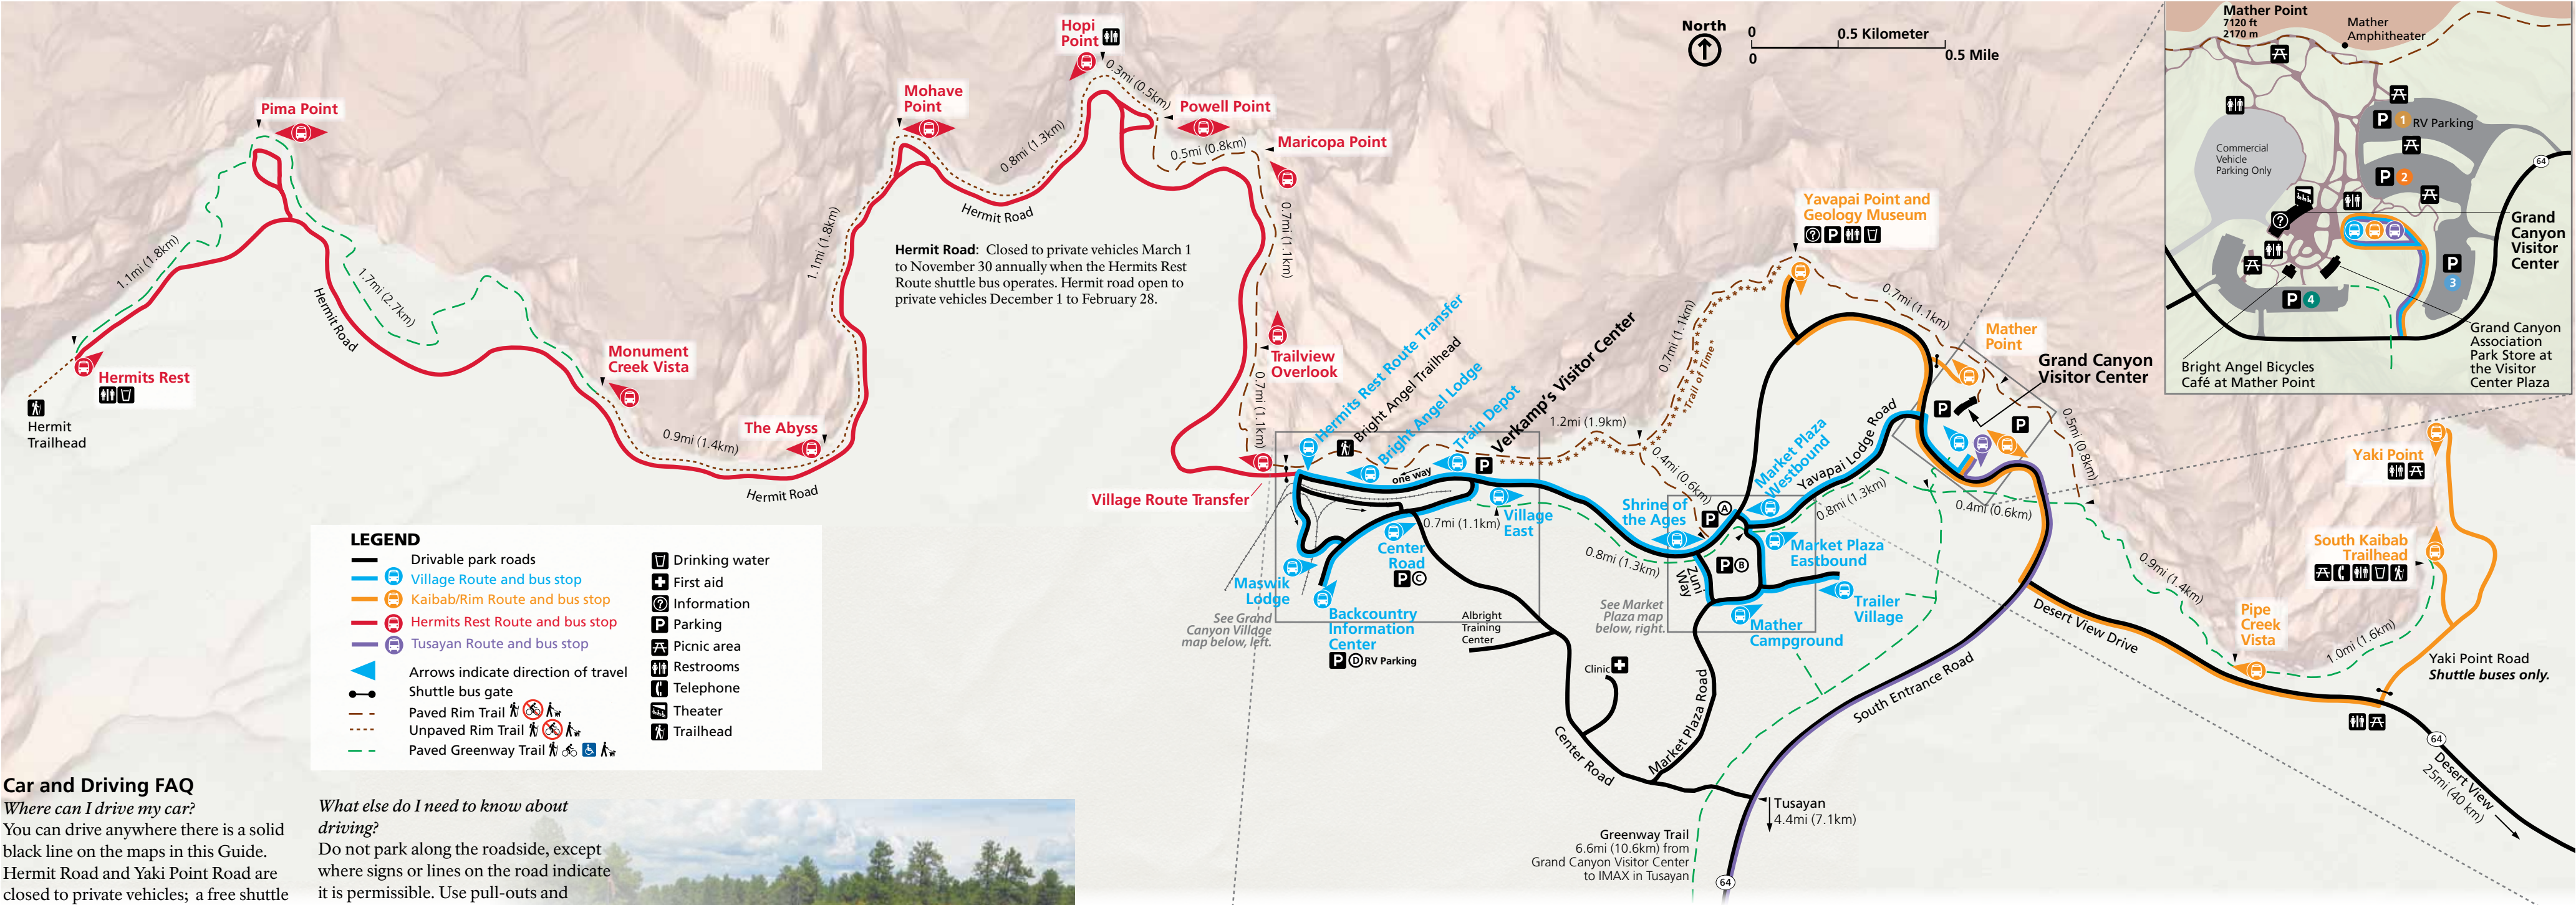 Hopi
Point
0.3mi (0.5km)
North
0
0.5 Kilometer
0
0.5 Mile
Pima Point
Mohave
Point
0.8mi (1.3km)
Powell Point
0.5mi (0.8km)
Maricopa Point
Hermit Road
1.1mi (1.8km)
0.7mi (1.1km)
Hermit Road: Closed to private vehicles March 1
to November 30 annually when the Hermits Rest
Route shuttle bus operates. Hermit road open to
private vehicles December 1 to February 28.
1.1mi (1.8km)
1.7mi (2.7km)
Hermit Road
Hermits Rest
Hermit
Trailhead
Monument
Creek Vista
The Abyss
0.9mi (1.4km)
Hermit Road
Trailview
Overlook
0.7mi (1.1km)
Village Route Transfer
Hermits Rest Route Transfer
Bright Angel Trailhead
Bright Angel Lodge
Train Depot
Verkamp's Visitor Center
one way
0.7mi (1.1km)
Village
East
Center
Road
P C
Maswik
Lodge
See Grand
Canyon Village
map below, left.
Backcountry
Information
Center
P D RV Parking
Albright
Training
Center
Clinic
Center Road
Market Plaza Road
Yavapai Point and
Geology Museum
0.7mi (1.1km)
0.7mi (1.1km)
Trail of Time
1.2mi (1.9km)
0.4mi (0.6km)
Shrine of
the Ages
P A
0.8mi (1.3km)
Market Plaza
Westbound
Yavapai Lodge Road
0.8mi (1.3km)
Market Plaza
Eastbound
P B
Zuni
Way
See Market
Plaza map
below, right.
Mather
Campground
Trailer
Village
Mather
Point
Grand Canyon
Visitor Center
P
P
0.5mi (0.8km)
0.4mi (0.6km)
South Entrance Road
Desert View Drive
0.9mi (1.4km)
Pipe
Creek
Vista
1.0mi (1.6km)
Yaki Point
South Kaibab
Trailhead
Yaki Point Road
Shuttle buses only.
64
Desert View
25mi (40 km)
Tusayan
4.4mi (7.1km)
Greenway Trail
6.6mi (10.6km) from
Grand Canyon Visitor Center
to IMAX in Tusayan
64
Mather Point
7120 ft
2170 m
Mather
Amphitheater
P 1 RV Parking
Commercial
Vehicle
Parking Only
P 2
64
Grand
Canyon
Visitor
Center
P
3
P 4
Bright Angel Bicycles
Café at Mather Point
Grand Canyon
Association
Park Store at
the Visitor
Center Plaza
LEGEND
Drivable park roads
Village Route and bus stop
Kaibab/Rim Route and bus stop
Hermits Rest Route and bus stop
Tusayan Route and bus stop
Arrows indicate direction of travel
Shuttle bus gate
Paved Rim Trail
Unpaved Rim Trail
Paved Greenway Trail
Drinking water
First aid
Information
Parking
Picnic area
Restrooms
Telephone
Theater
Trailhead
Car and Driving FAQ
Where can I drive my car?
You can drive anywhere there is a solid
black line on the maps in this Guide.
Hermit Road and Yaki Point Road are
closed to private vehicles; a free shuttle
What else do I need to know about
driving?
Do not park along the roadside, except
where signs or lines on the road indicate
it is permissible. Use pull-outs and